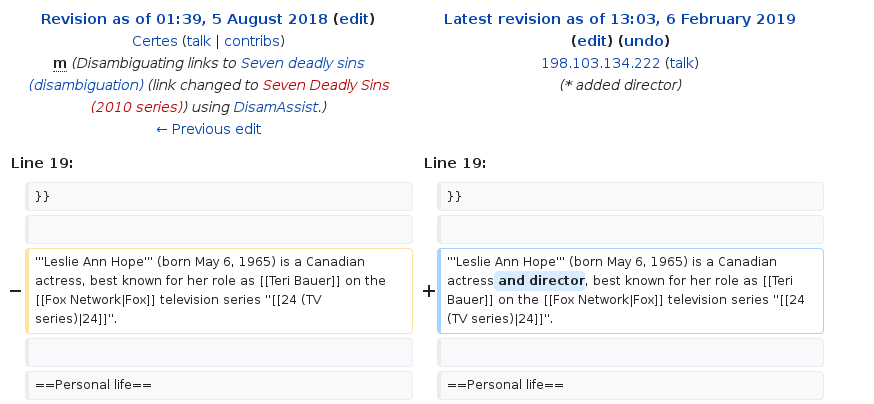 Revision as of 01:39, 5 August 2018 (edit)
Certes (talk | contribs)
m (Disambiguating links to Seven deadly sins
(disambiguation) (link changed to Seven Deadly Sins
(2010 series)) using DisamAssist.)
← Previous edit
Latest revision as of 13:03, 6 February 2019
(edit) (undo)
198.103.134.222 (talk)
(* added director)
Line 19:
Line 19:
}}
}}
− '''Leslie Ann Hope''' (born May 6, 1965) is a Canadian
actress, best known for her role as [[Teri Bauer]] on the
[[Fox Network|Fox]] television series ''[[24 (TV
series)|24]]''.
+ '''Leslie Ann Hope''' (born May 6, 1965) is a Canadian
actress and director, best known for her role as [[Teri
Bauer]] on the [[Fox Network|Fox]] television series ''[[24
(TV series)|24]]''.
==Personal life==
==Personal life==